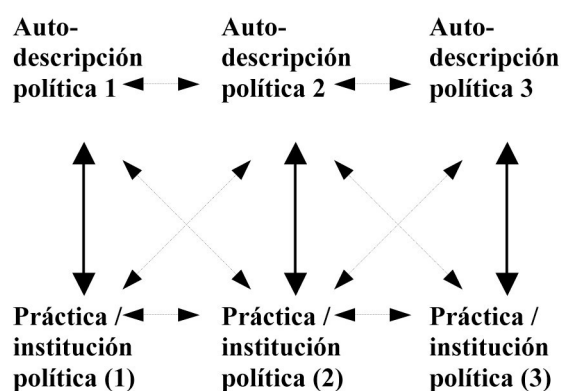 Auto-
descripción
política 1
Auto-
descripción
política 2
Auto-
descripción
política 3
Práctica /
institución
política (1)
Práctica /
institución
política (2)
Práctica /
institución
política (3)